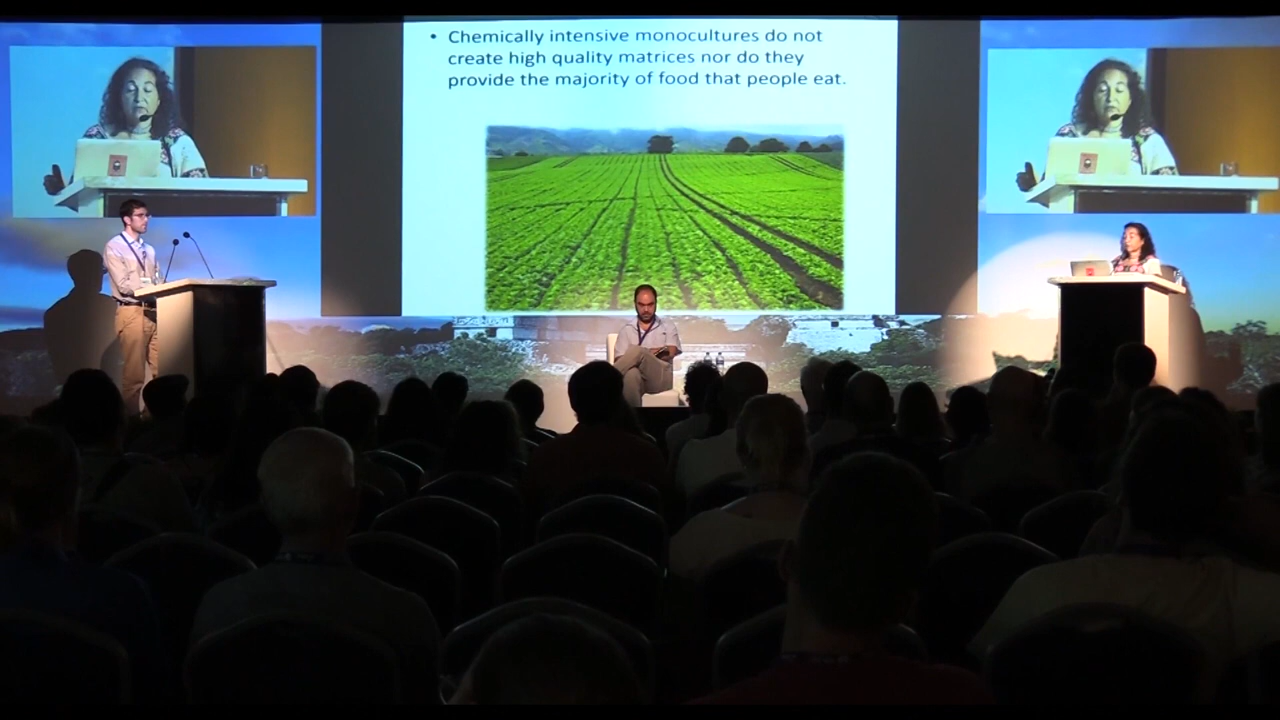 • Chemically intensive monocultures do not
create high quality matrices nor do they
provide the majority of food that people eat.